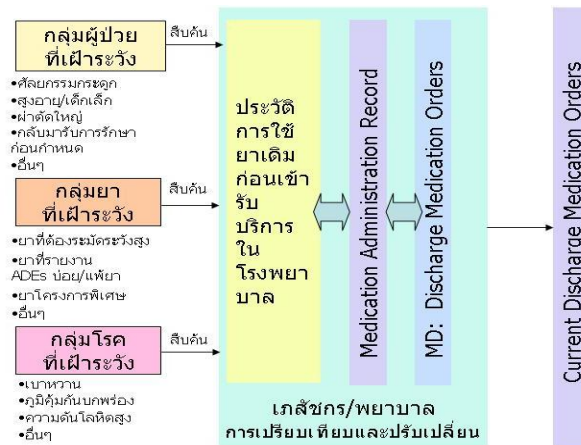 กลุ่มผู้ป่วย
ที่เฝ้าระวัง
สืบค้น
•ศัลยกรรมกระดูก
•สูงอายุ/เด็กเล็ก
•ผ่าตัดใหญ่
•กลับมารับการรักษา
ก่อนกำหนด
•อื่นๆ
กลุ่มยา
ที่เฝ้าระวัง
สืบค้น
•ยาที่ต้องระมัดระวังสูง
•ยาที่รายงาน
ADEs บ่อย/แพ้ยา
•ยาโครงการพิเศษ
•อื่นๆ
กลุ่มโรค
ที่เฝ้าระวัง
สืบค้น
•เบาหวาน
•ภูมิคุ้มกันบกพร่อง
•ความดันโลหิตสูง
•อื่นๆ
ประวัติ
การใช้
ยาเดิม
ก่อนเข้า
รับ
บริการ
ใน
โรงพยา
บาล
Medication Administration Record
MD: Discharge Medication Orders
เภสัชกร/พยาบาล
การเปรียบเทียบและปรับเปลี่ยน
Current Discharge Medication Orders